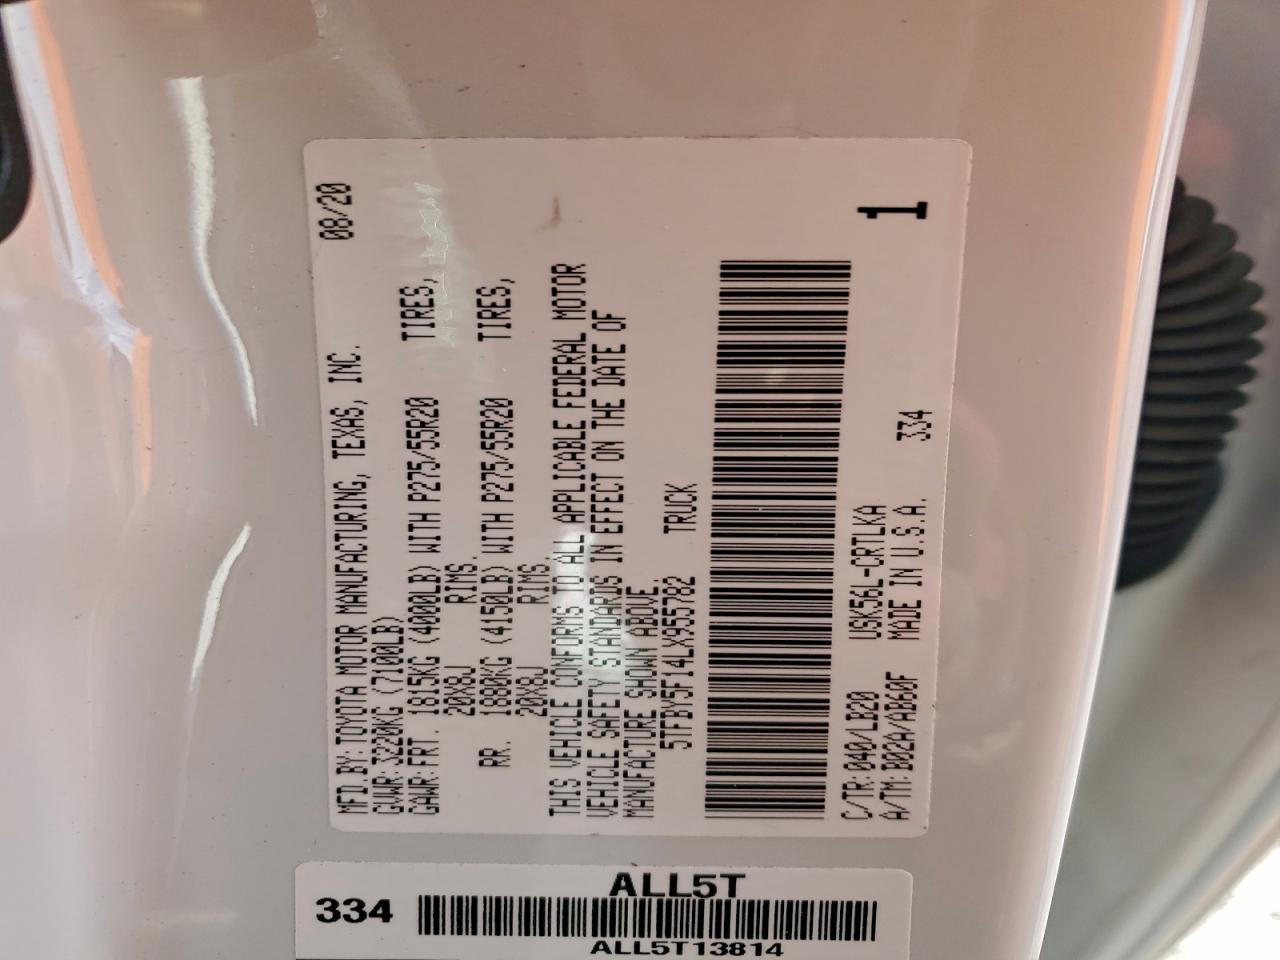 MFD BY: TOYOTA MOTOR MANUFACTURING, TEXAS, INC. 08/20
GVWR: 3220KG (7100LB)
GAWR: FRT. 1815KG (4000LB) WITH P275/55R20 TIRES,
20X8J RIMS.
RR. 1880KG (4150LB) WITH P275/55R20 TIRES,
20X8J RIMS.
THIS VEHICLE CONFORMS TO ALL APPLICABLE FEDERAL MOTOR
VEHICLE SAFETY STANDARDS IN EFFECT ON THE DATE OF
MANUFACTURE SHOWN ABOVE.
5TFBY5F14LX955782 TRUCK
1
C/TR: 040/LB20 USK56L-CRTLKA
A/TM: B02A/AB60F MADE IN U.S.A. 334
ALL5T
334
ALL5T13814